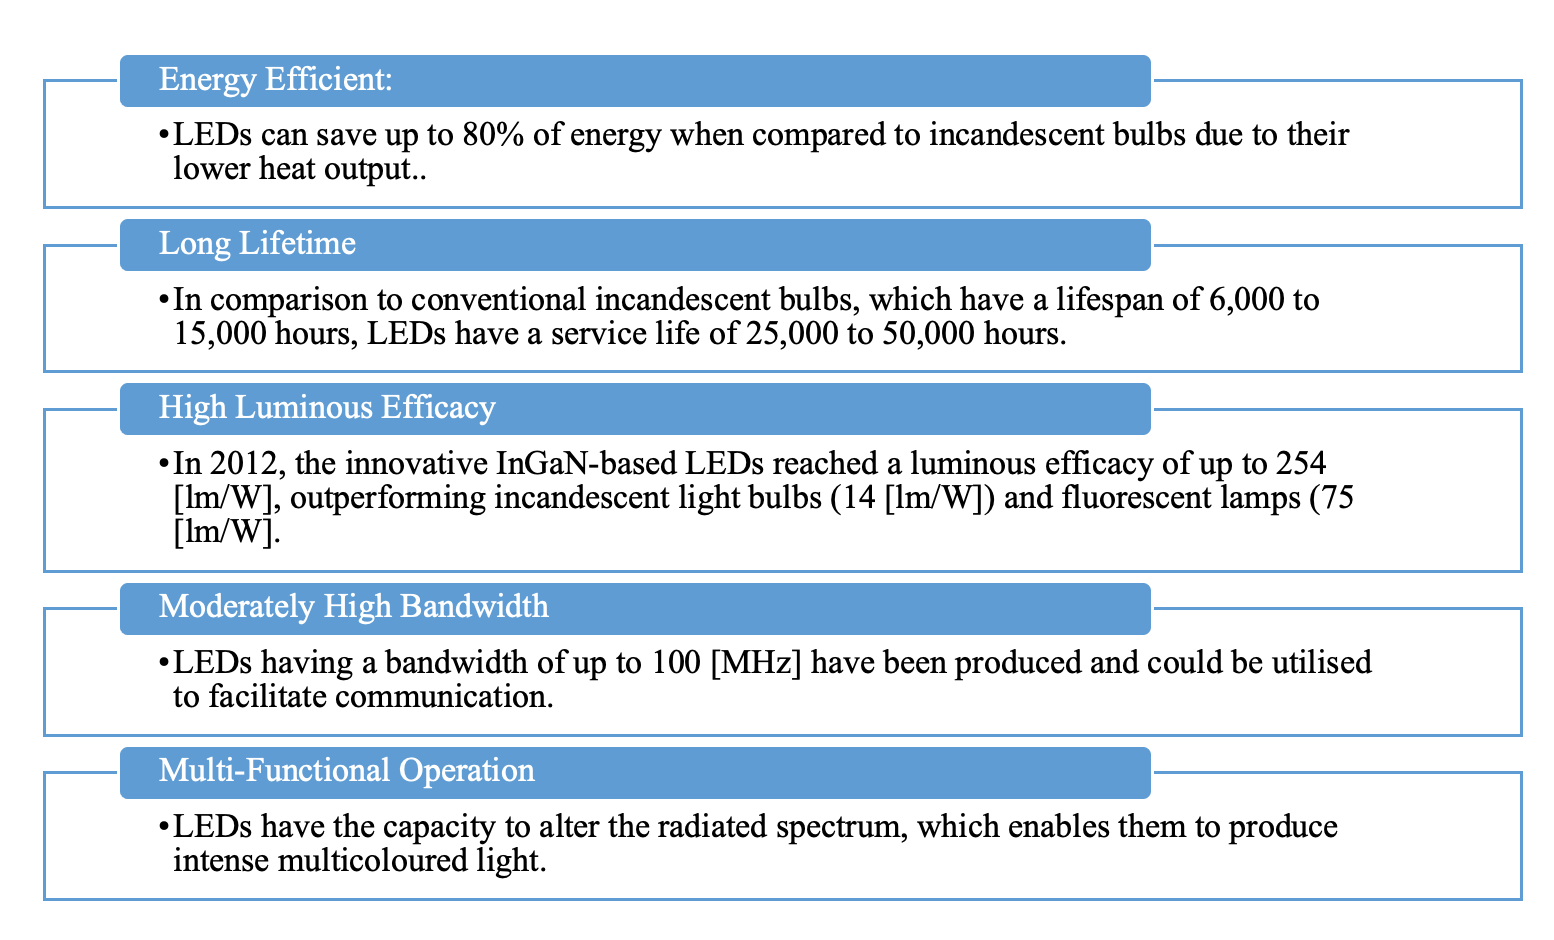 Energy Efficient:
•LEDs can save up to 80% of energy when compared to incandescent bulbs due to their
lower heat output..
Long Lifetime
•In comparison to conventional incandescent bulbs, which have a lifespan of 6,000 to
15,000 hours, LEDs have a service life of 25,000 to 50,000 hours.
High Luminous Efficacy
•In 2012, the innovative InGaN-based LEDs reached a luminous efficacy of up to 254
[lm/W], outperforming incandescent light bulbs (14 [lm/W]) and fluorescent lamps (75
[lm/W].
Moderately High Bandwidth
•LEDs having a bandwidth of up to 100 [MHz] have been produced and could be utilised
to facilitate communication.
Multi-Functional Operation
•LEDs have the capacity to alter the radiated spectrum, which enables them to produce
intense multicoloured light.